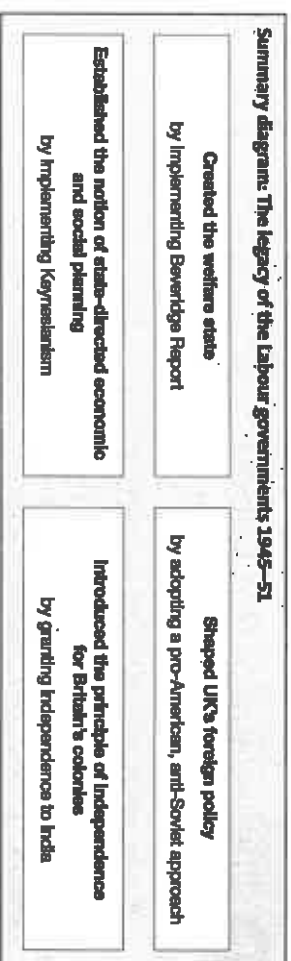 Summary diagram: The legacy of the Labour governments 1945–51
Created the welfare state
by implementing Beveridge Report
Shaped UK's foreign policy
by adopting a pro-American, anti-Soviet approach
Established the notion of state-directed economic
and social planning
by implementing Keynesianism
Introduced the principle of independence
for Britain's colonies
by granting independence to India